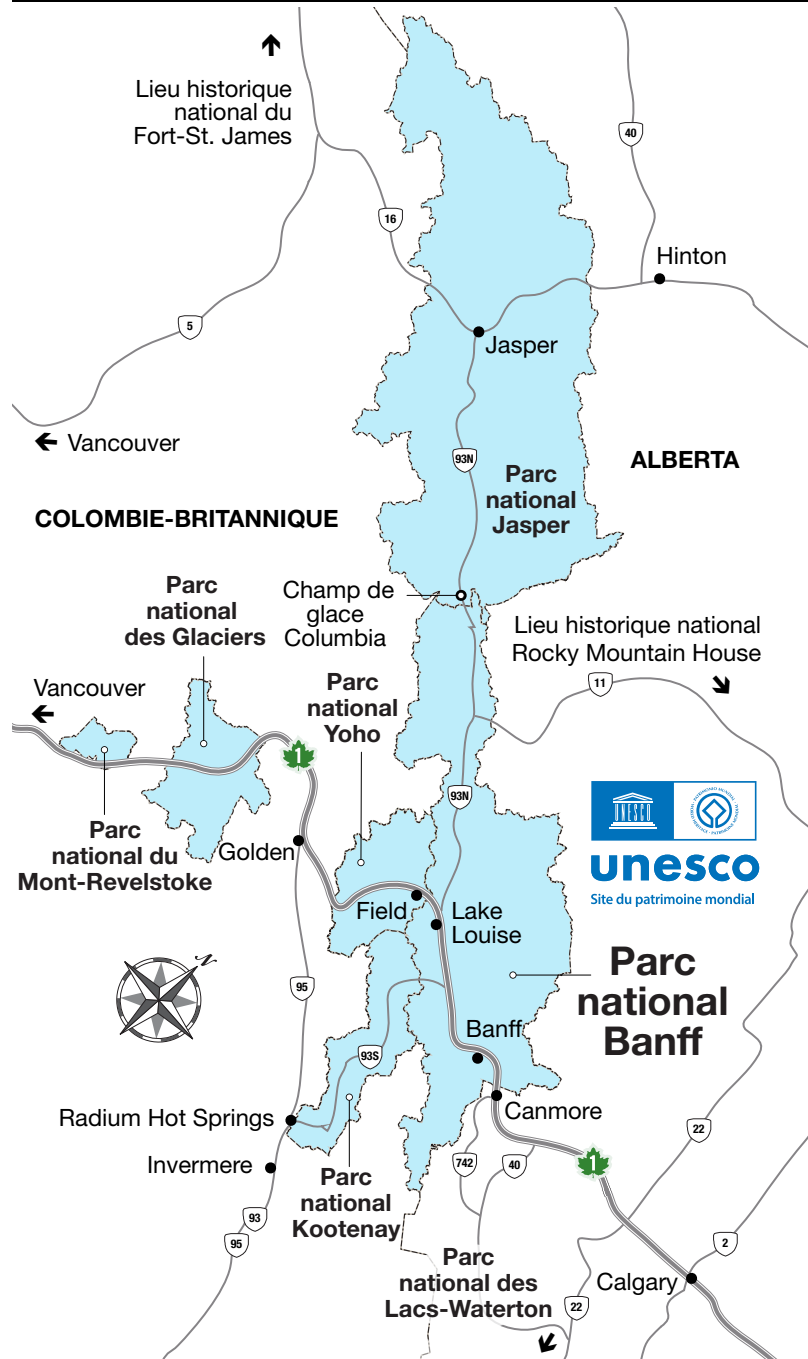 Lieu historique
national du
Fort-St. James
40
16
Hinton
5
Jasper
Vancouver
93N
ALBERTA
Parc
national
Jasper
COLOMBIE-BRITANNIQUE
Parc
national
des Glaciers
Champ de
glace
Columbia
Lieu historique national
Rocky Mountain House
11
Vancouver
Parc
national
Yoho
1
93N
UNESCO
unesco
Site du patrimoine mondial
Parc
national du
Mont-Revelstoke
Golden
Field
Lake
Louise
Parc
national
Banff
N
95
Banff
93S
Radium Hot Springs
Canmore
22
Invermere
742
40
1
Parc
national
Kootenay
93
95
2
Parc
national des
Lacs-Waterton
Calgary
22